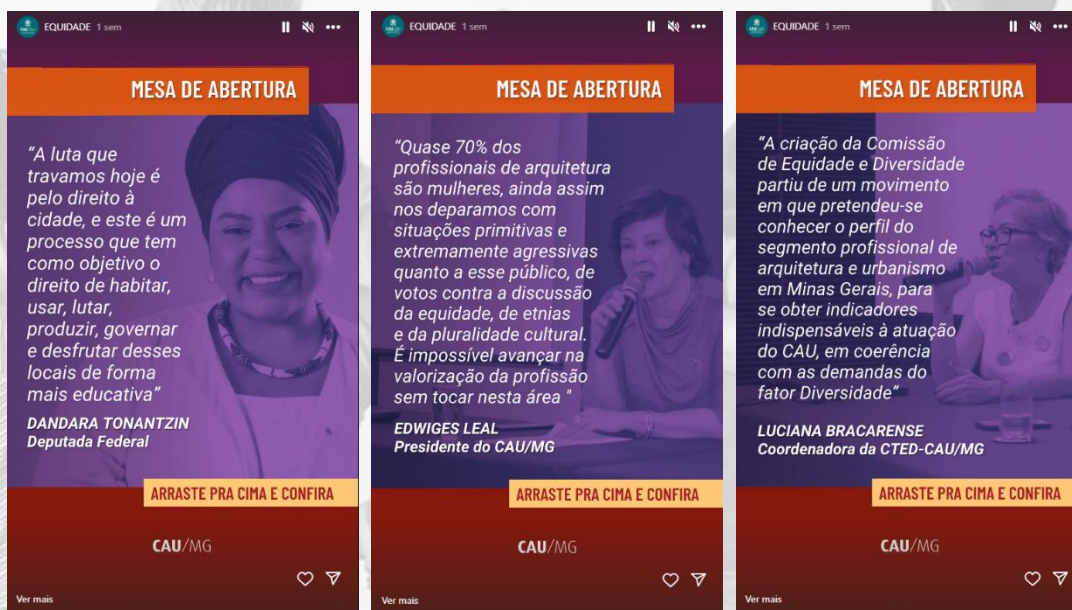 EQUIDADE 1 sem
MESA DE ABERTURA
“A luta que
travamos hoje é
pelo direito à
cidade, e este é um
processo que tem
como objetivo o
direito de habitar,
usar, lutar,
produzir, governar
e desfrutar desses
locais de forma
mais educativa”
DANDARA TONANTZIN
Deputada Federal
ARRASTE PRA CIMA E CONFIRA
CAU/MG
Ver mais
EQUIDADE 1 sem
MESA DE ABERTURA
“Quase 70% dos
profissionais de arquitetura
são mulheres, ainda assim
nos deparamos com
situações primitivas e
extremamente agressivas
quanto a esse público, de
votos contra a discussão
da equidade, de etnias
e da pluralidade cultural.
É impossível avançar na
valorização da profissão
sem tocar nesta área "
EDWIGES LEAL
Presidente do CAU/MG
ARRASTE PRA CIMA E CONFIRA
CAU/MG
Ver mais
EQUIDADE 1 sem
MESA DE ABERTURA
“A criação da Comissão
de Equidade e Diversidade
partiu de um movimento
em que pretendeu-se
conhecer o perfil do
segmento profissional de
arquitetura e urbanismo
em Minas Gerais, para
se obter indicadores
indispensáveis à atuação
do CAU, em coerência
com as demandas do
fator Diversidade”
LUCIANA BRACARENSE
Coordenadora da CTED-CAU/MG
ARRASTE PRA CIMA E CONFIRA
CAU/MG
Ver mais